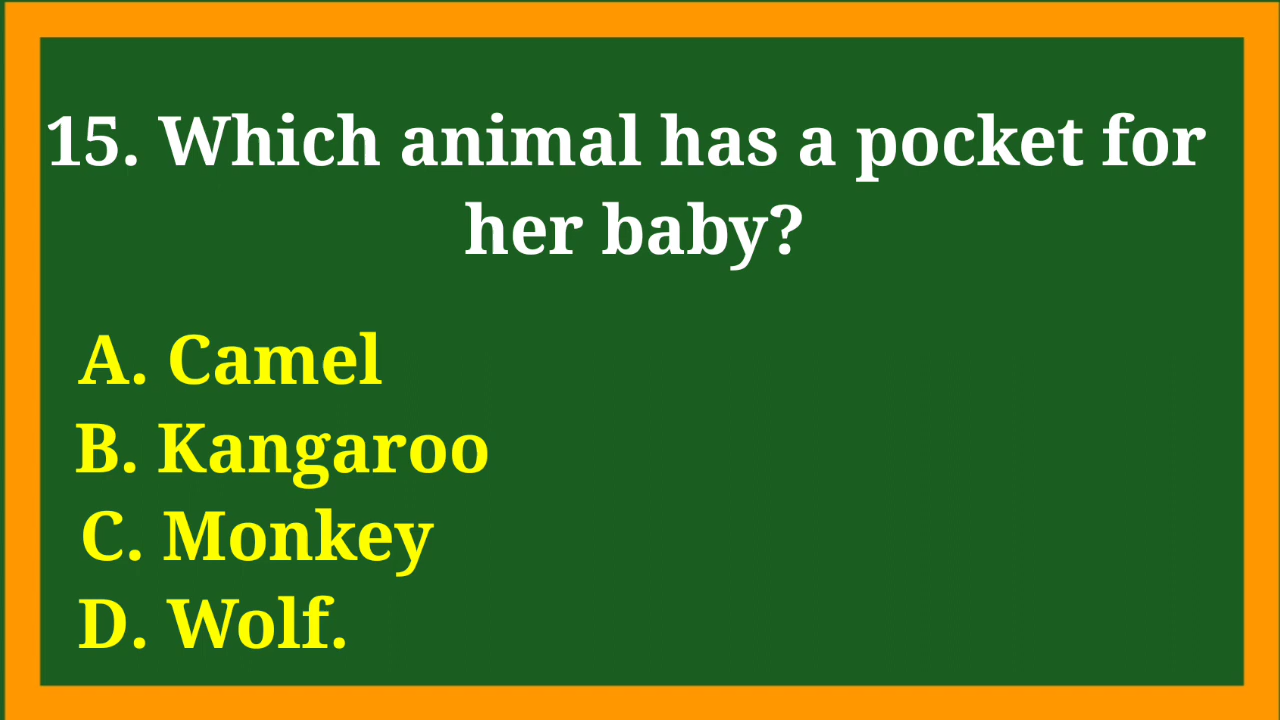 15. Which animal has a pocket for
her baby?
A. Camel
B. Kangaroo
C. Monkey
D. Wolf.